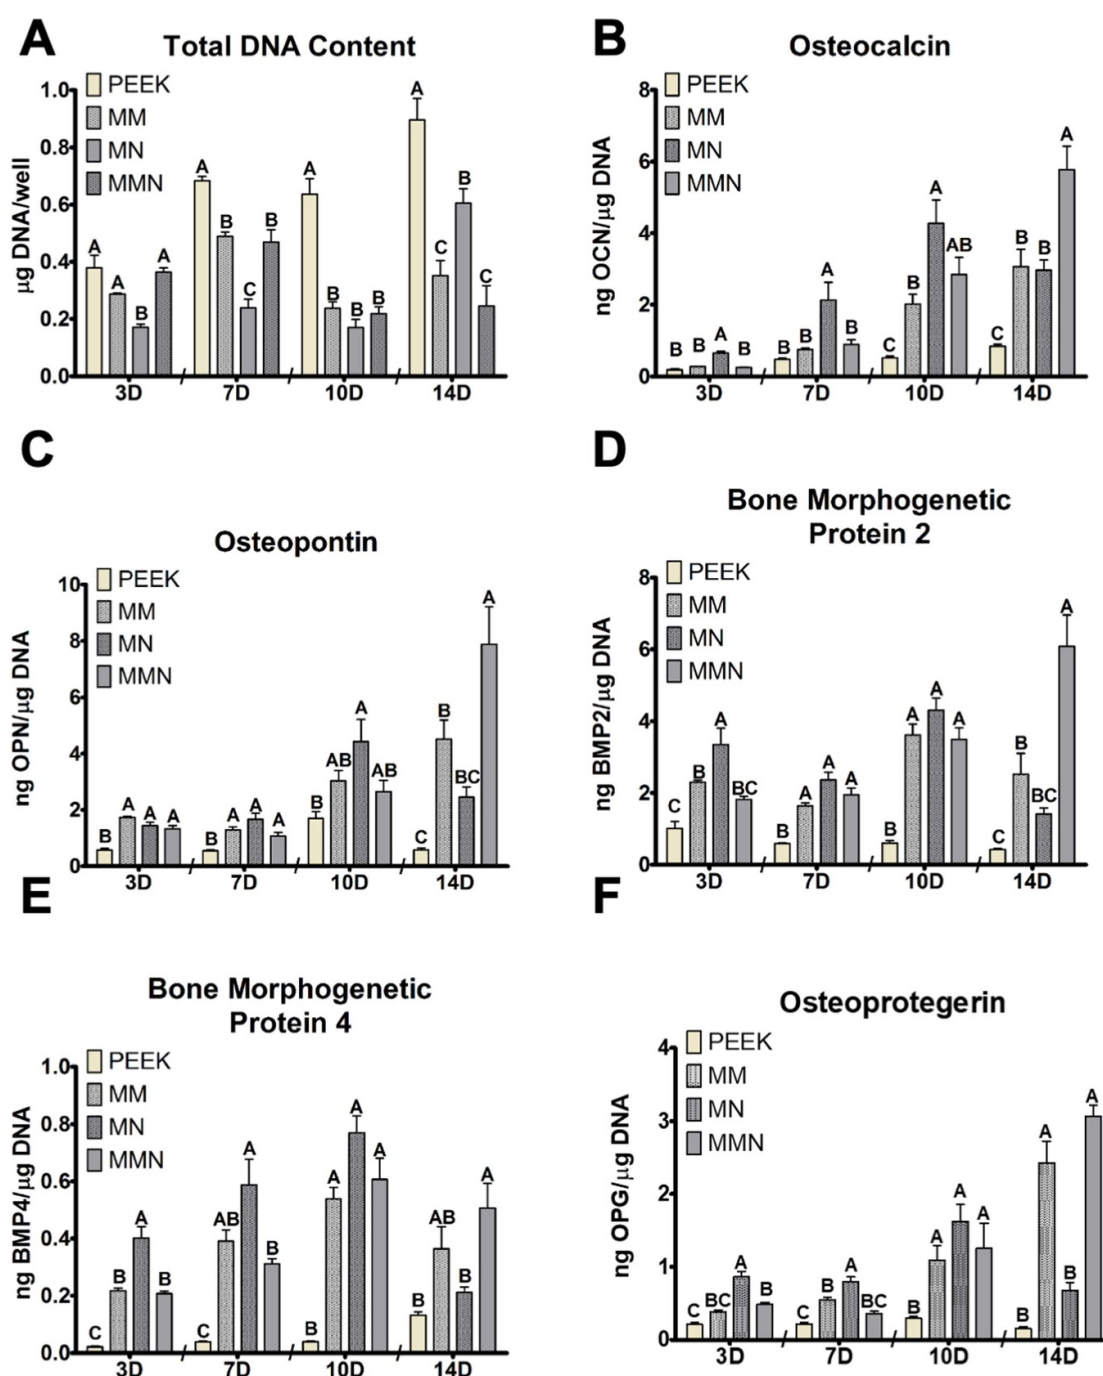 A
Total DNA Content
µg DNA/well
1.0
0.8
0.6
0.4
0.2
0.0
PEEK
MM
MN
MMN
A A B A
A B C B
A B B B
A C B C
3D 7D 10D 14D
B
Osteocalcin
ng OCN/µg DNA
8
6
4
2
0
PEEK
MM
MN
MMN
B B A B
B B A B
C B A AB
C B B A
3D 7D 10D 14D
C
Osteopontin
ng OPN/µg DNA
10
8
6
4
2
0
PEEK
MM
MN
MMN
B A A A
B A A A
B AB A AB
C B BC A
3D 7D 10D 14D
D
Bone Morphogenetic
Protein 2
ng BMP2/µg DNA
8
6
4
2
0
PEEK
MM
MN
MMN
C B A BC
B A A A
B A A A
C B BC A
3D 7D 10D 14D
E
Bone Morphogenetic
Protein 4
ng BMP4/µg DNA
1.0
0.8
0.6
0.4
0.2
0.0
PEEK
MM
MN
MMN
C B A B
C AB A B
B A A A
B AB B A
3D 7D 10D 14D
F
Osteoprotegerin
ng OPG/µg DNA
4
3
2
1
0
PEEK
MM
MN
MMN
C BC A B
C B A BC
B A A A
B A B A
3D 7D 10D 14D